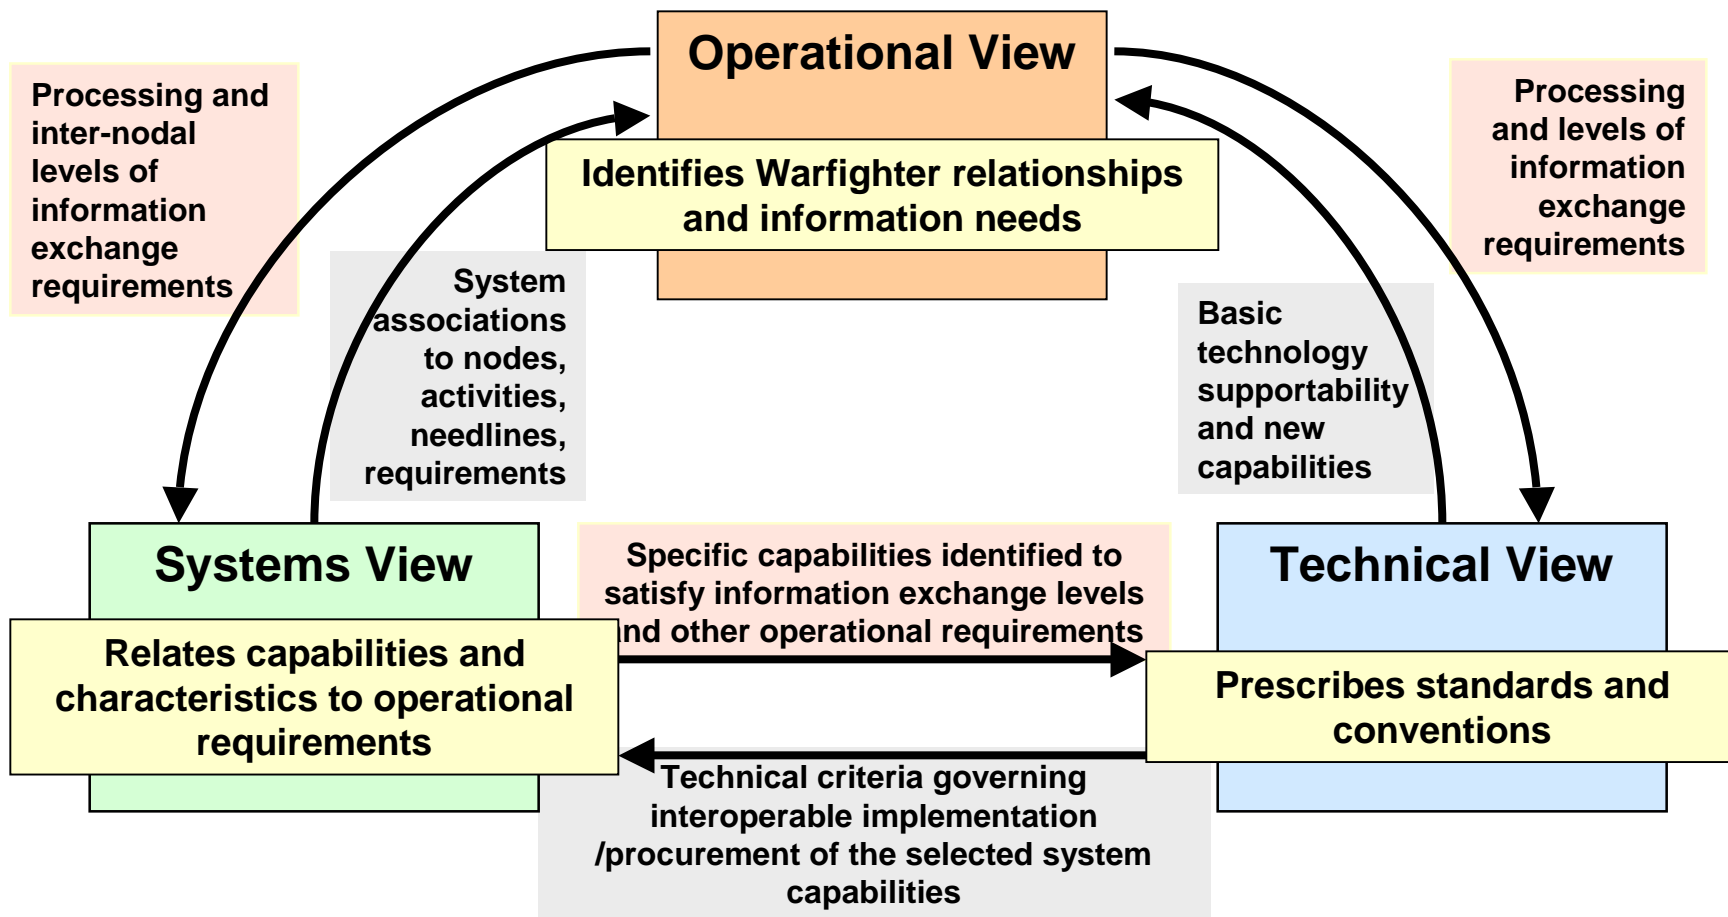 Operational View
Identifies Warfighter relationships
and information needs
Processing and
inter-nodal
levels of
information
exchange
requirements
System
associations
to nodes,
activities,
needlines,
requirements
Processing
and levels of
information
exchange
requirements
Basic
technology
supportability
and new
capabilities
Systems View
Relates capabilities and
characteristics to operational
requirements
Specific capabilities identified to
satisfy information exchange levels
and other operational requirements
Technical View
Prescribes standards and
conventions
Technical criteria governing
interoperable implementation
/procurement of the selected system
capabilities